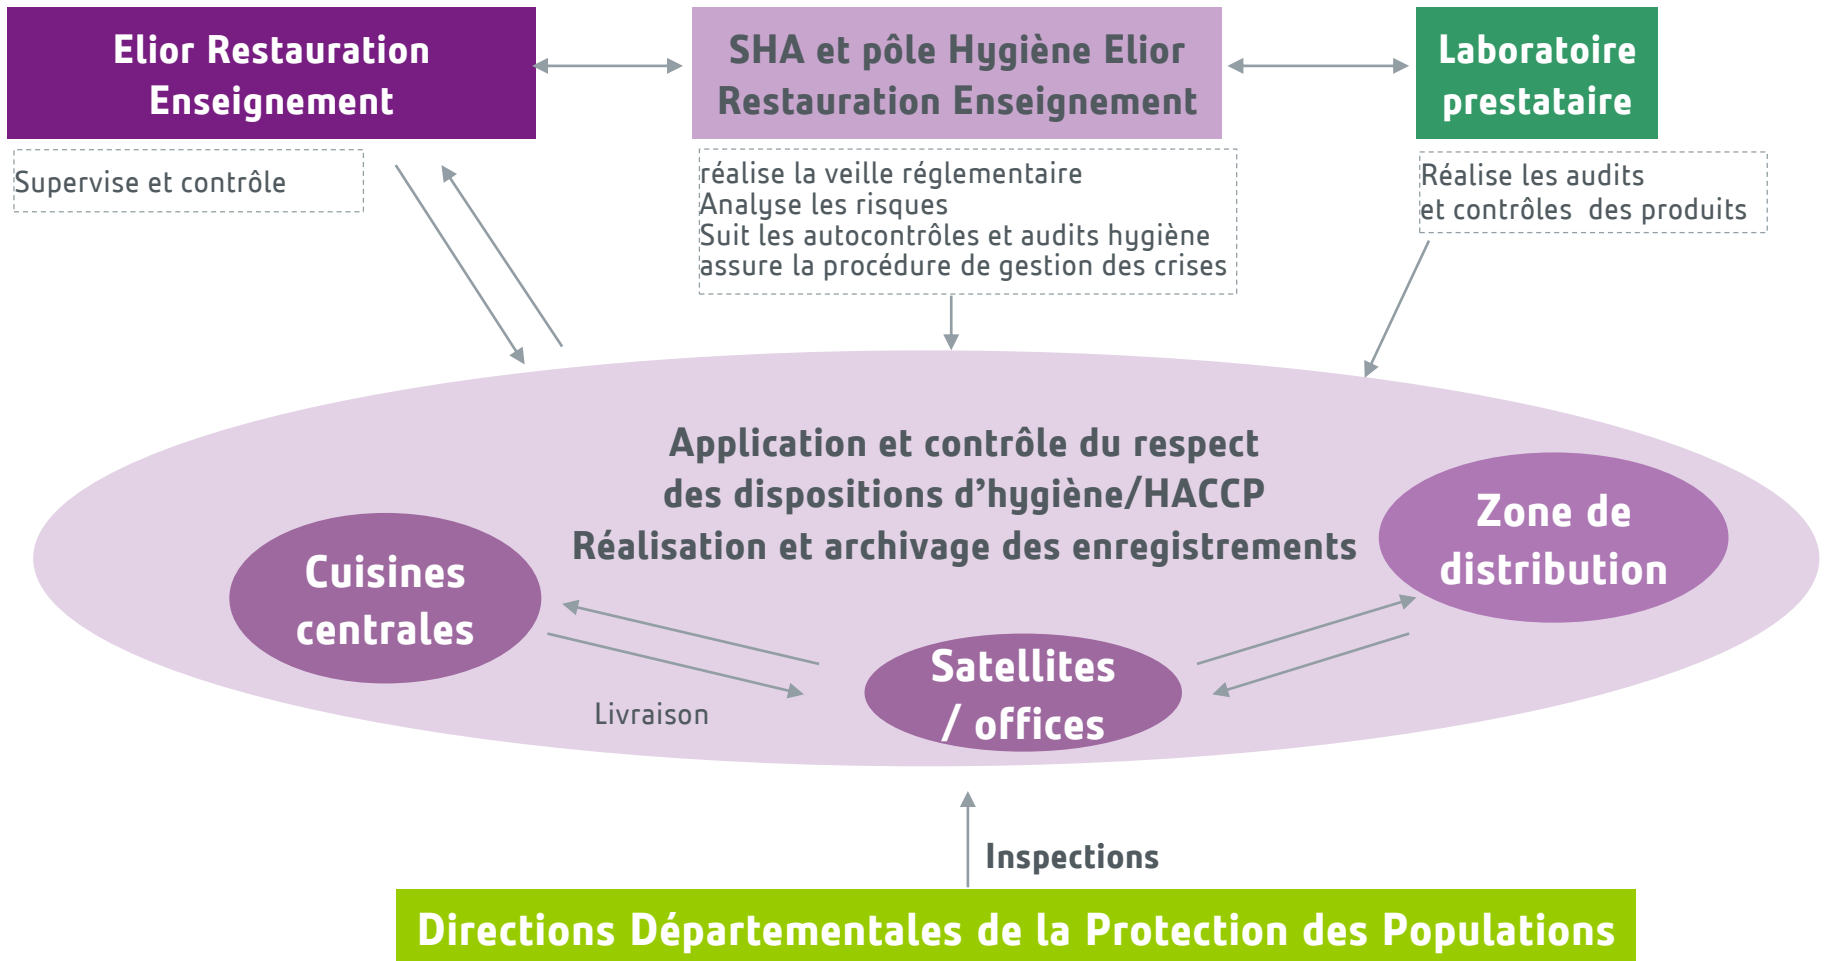 Elior Restauration
Enseignement
SHA et pôle Hygiène Elior
Restauration Enseignement
Laboratoire
prestataire
Supervise et contrôle
réalise la veille réglementaire
Analyse les risques
Suit les autocontrôles et audits hygiène
assure la procédure de gestion des crises
Réalise les audits
et contrôles des produits
Application et contrôle du respect
des dispositions d’hygiène/HACCP
Réalisation et archivage des enregistrements
Cuisines
centrales
Zone de
distribution
Satellites
/ offices
Livraison
Inspections
Directions Départementales de la Protection des Populations